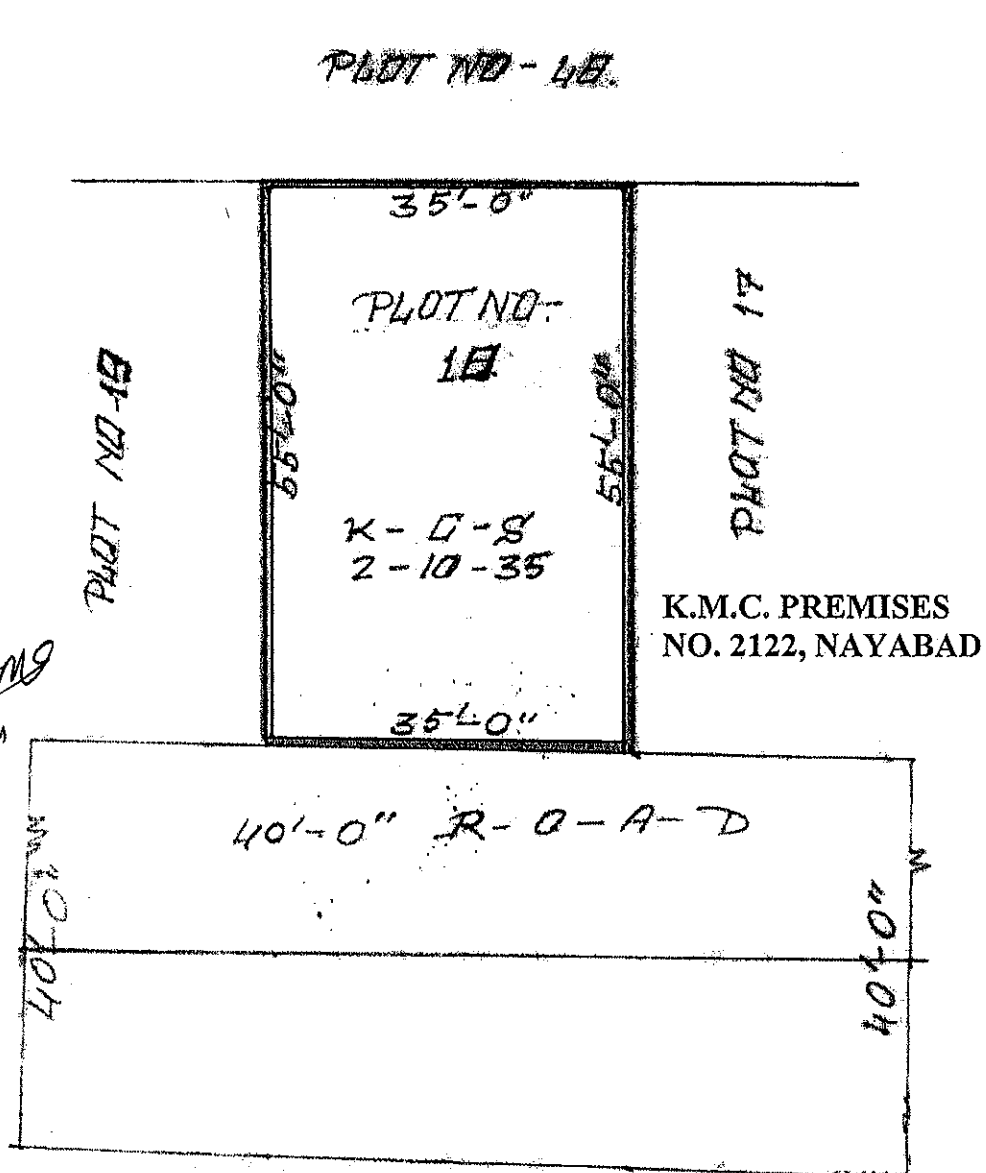 PLOT NO - 48.
35'-0"
PLOT NO-
18
55'-0"
55'-0"
PLOT NO-19
PLOT NO 17
K - C - S
2 - 10 - 35
K.M.C. PREMISES
NO. 2122, NAYABAD
35'-0"
40'-0" R - O - A - D
40'-0"
40'-0"